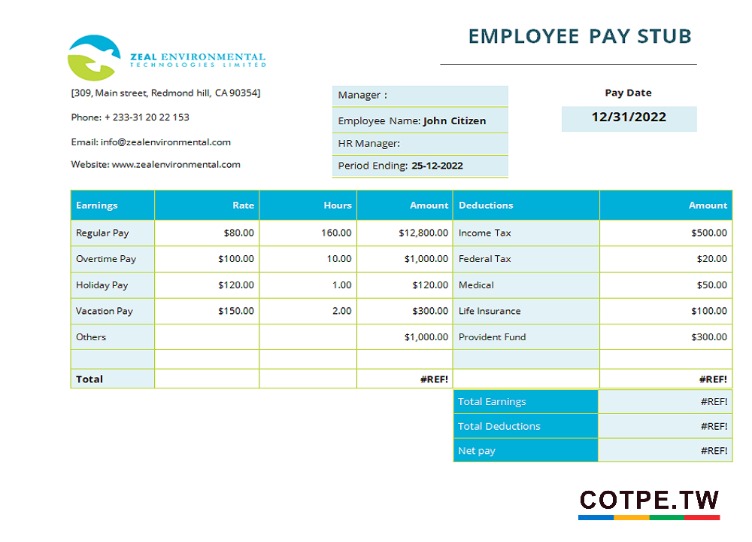 EMPLOYEE PAY STUB
ZEAL ENVIRONMENTAL
TECHNOLOGIES LIMITED
[309, Main street, Redmond hill, CA 90354]
Phone: + 233-31 20 22 153
Email: info@zealenvironmental.com
Website: www.zealenvironmental.com
Manager :
Employee Name: John Citizen
HR Manager:
Period Ending: 25-12-2022
Pay Date
12/31/2022
Earnings Rate Hours Amount Deductions Amount
Regular Pay $80.00 160.00 $12,800.00 Income Tax $500.00
Overtime Pay $100.00 10.00 $1,000.00 Federal Tax $20.00
Holiday Pay $120.00 1.00 $120.00 Medical $50.00
Vacation Pay $150.00 2.00 $300.00 Life Insurance $100.00
Others $1,000.00 Provident Fund $300.00
Total #REF! #REF!
Total Earnings #REF!
Total Deductions #REF!
Net pay #REF!
COTPE.TW